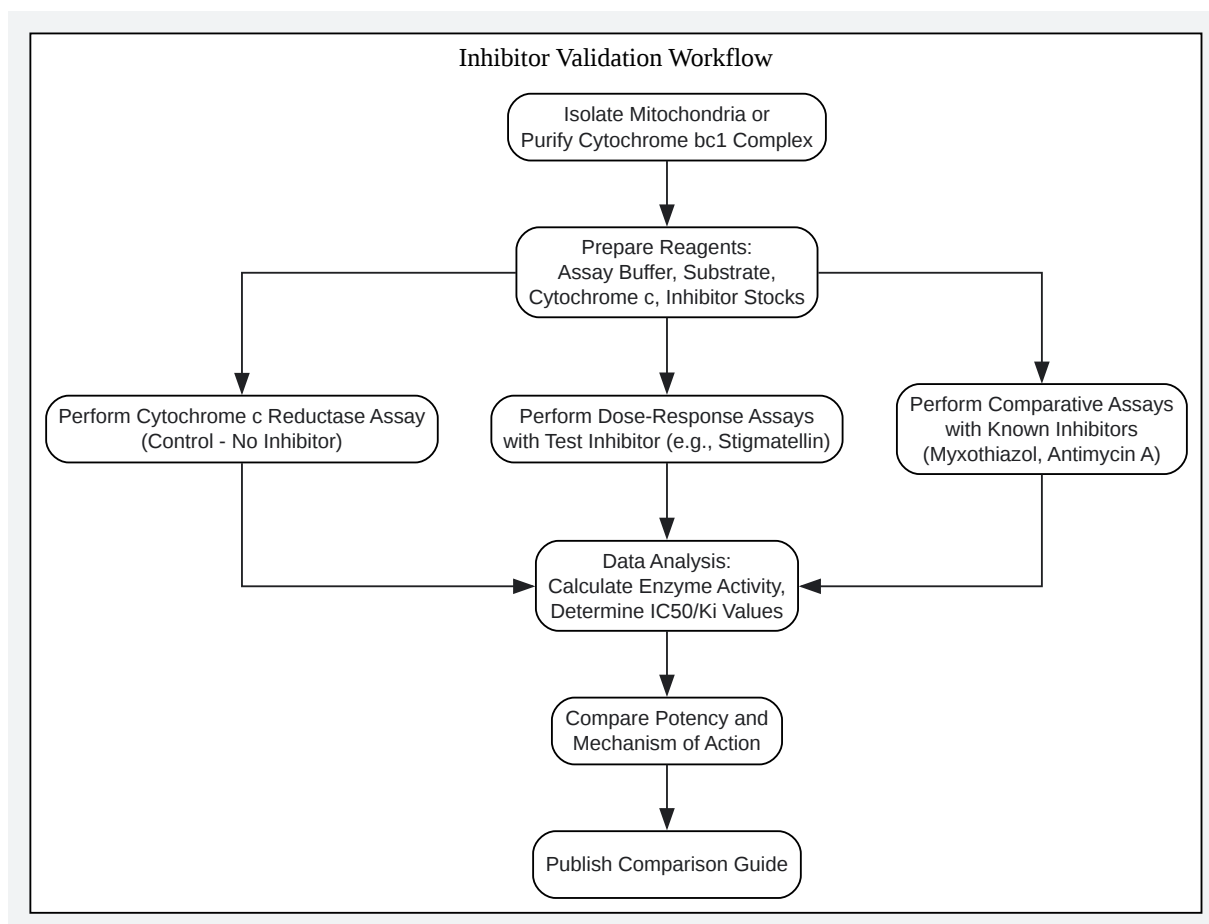 Inhibitor Validation Workflow
Isolate Mitochondria or
Purify Cytochrome bc1 Complex
Prepare Reagents:
Assay Buffer, Substrate,
Cytochrome c, Inhibitor Stocks
Perform Cytochrome c Reductase Assay
(Control - No Inhibitor)
Perform Dose-Response Assays
with Test Inhibitor (e.g., Stigmatellin)
Perform Comparative Assays
with Known Inhibitors
(Myxothiazol, Antimycin A)
Data Analysis:
Calculate Enzyme Activity,
Determine IC50/Ki Values
Compare Potency and
Mechanism of Action
Publish Comparison Guide